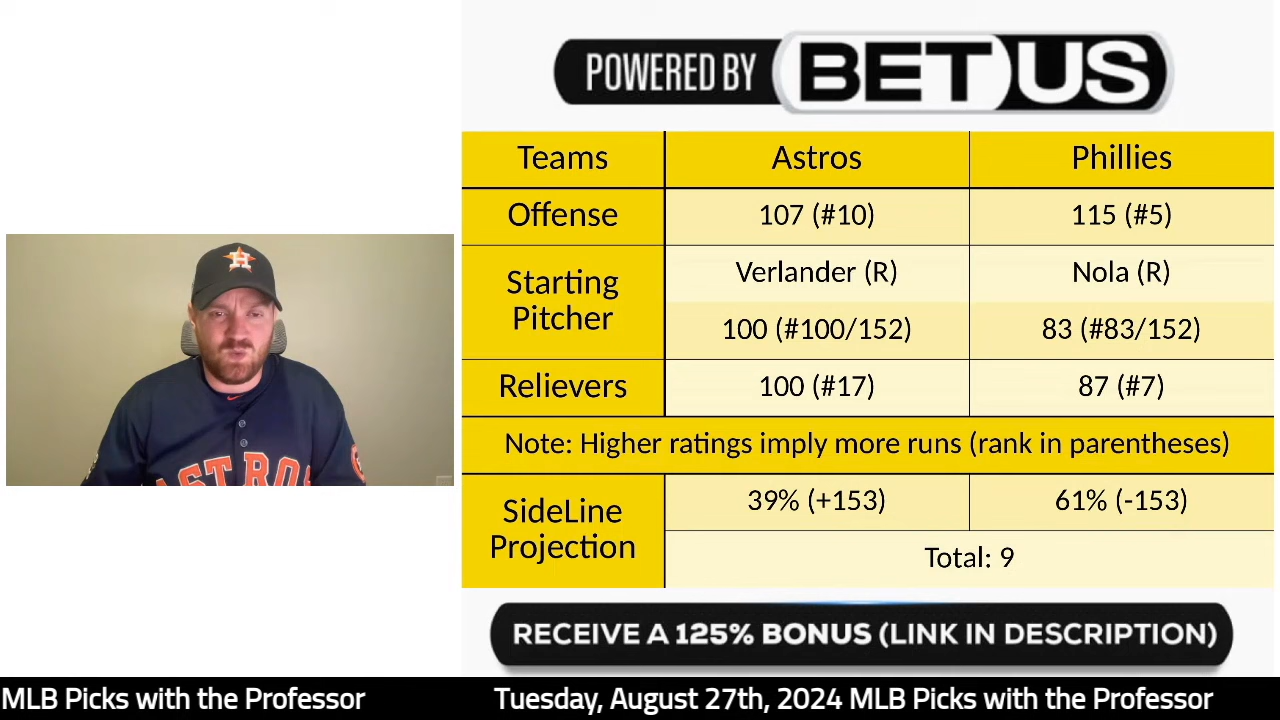 POWERED BY BETUS
Teams Astros Phillies
Offense 107 (#10) 115 (#5)
Starting Pitcher Verlander (R) Nola (R)
100 (#100/152) 83 (#83/152)
Relievers 100 (#17) 87 (#7)
Note: Higher ratings imply more runs (rank in parentheses)
SideLine Projection 39% (+153) 61% (-153)
Total: 9
RECEIVE A 125% BONUS (LINK IN DESCRIPTION)
H
ASTROS
MLB Picks with the Professor Tuesday, August 27th, 2024 MLB Picks with the Professor